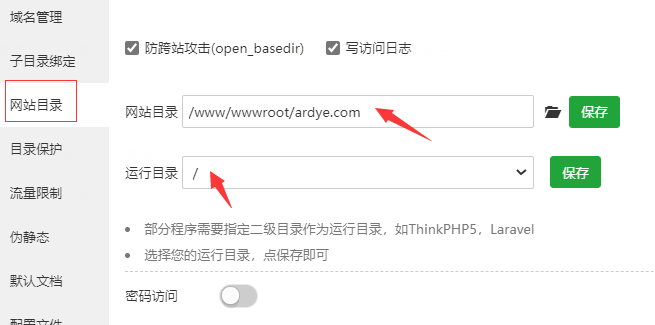 域名管理
子目录绑定
网站目录
目录保护
流量限制
伪静态
默认文档
配置文件
防跨站攻击(open_basedir) 写访问日志
网站目录 /www/wwwroot/ardye.com 保存
运行目录 / 保存
部分程序需要指定二级目录作为运行目录，如ThinkPHP5，Laravel
选择您的运行目录，点保存即可
密码访问